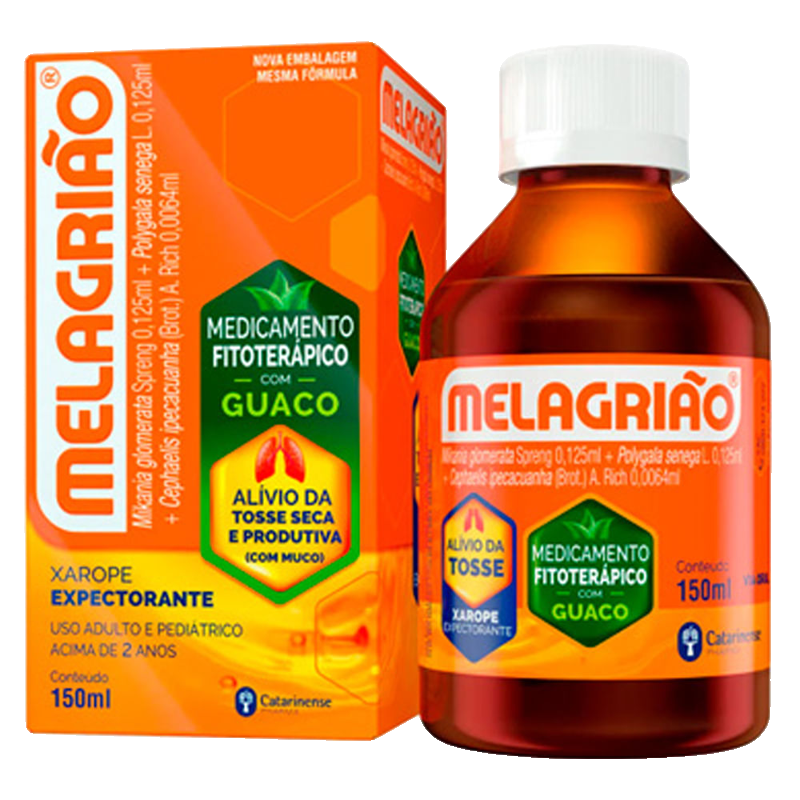 NOVA EMBALAGEM
MESMA FÓRMULA
MELAGRIÃO®
Mikania glomerata Spreng 0,125ml + Polygala senega L. 0,125ml
+ Cephaelis ipecacuanha (Brot.) A. Rich 0,0064ml
MEDICAMENTO
FITOTERÁPICO
COM
GUACO
ALÍVIO DA
TOSSE SECA
E PRODUTIVA
(COM MUCO)
XAROPE
EXPECTORANTE
USO ADULTO E PEDIÁTRICO
ACIMA DE 2 ANOS
Conteúdo
150ml
Catarinense
PHARMA
MELAGRIÃO
MELAGRIÃO®
Mikania glomerata Spreng 0,125ml + Polygala senega L. 0,125ml
+ Cephaelis ipecacuanha (Brot.) A. Rich 0,0064ml
ALÍVIO DA
TOSSE
XAROPE
EXPECTORANTE
MEDICAMENTO
FITOTERÁPICO
COM
GUACO
Conteúdo
150ml
Catarinense
PHARMA